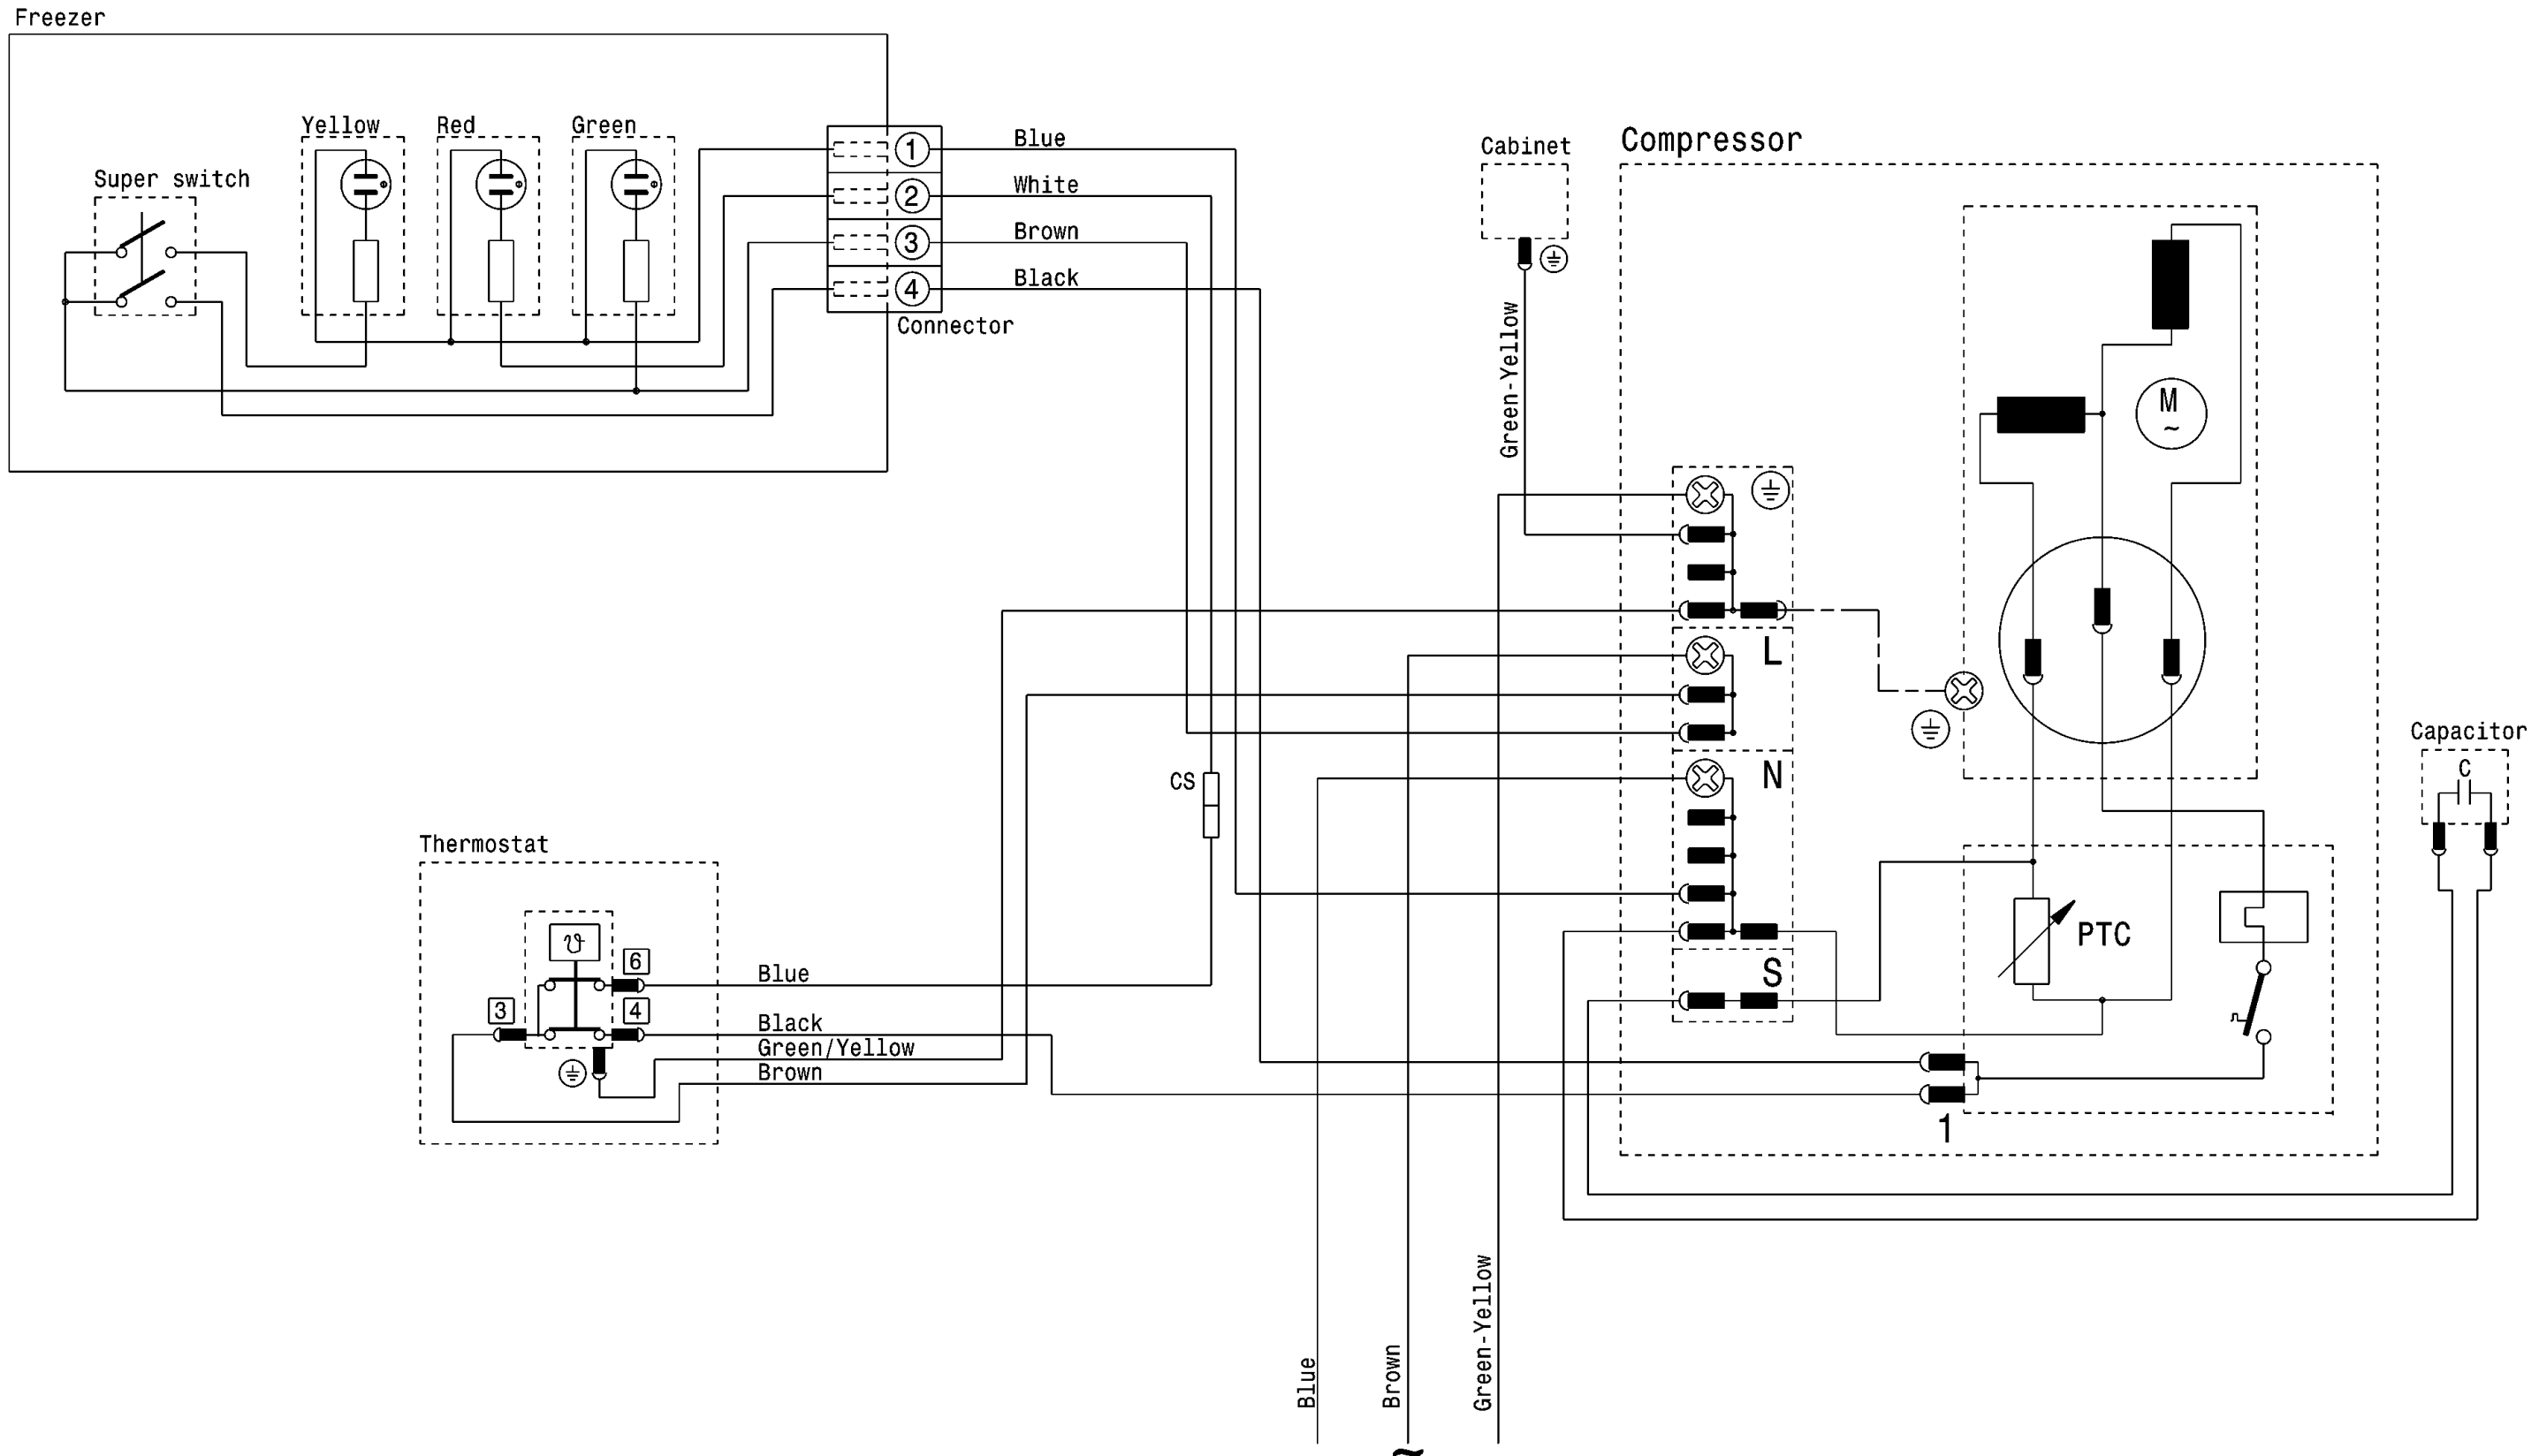 Freezer
Yellow
Red
Green
Super switch
1
Blue
2
White
3
Brown
4
Black
Connector
Cabinet
Compressor
Green-Yellow
M
~
L
N
S
CS
Capacitor
C
Thermostat
ϑ
6
3
4
Blue
Black
Green/Yellow
Brown
PTC
1
Blue
Brown
Green-Yellow
~